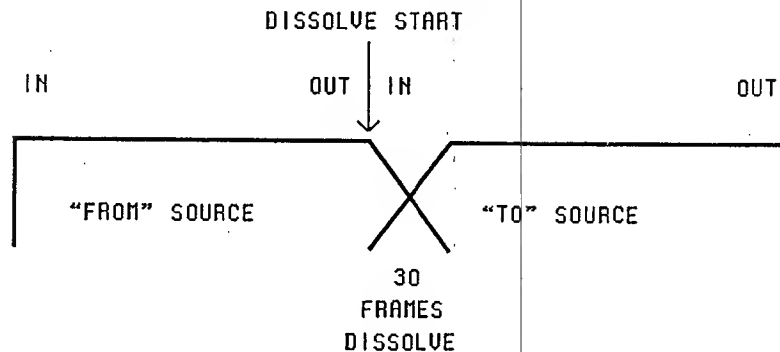 DISSOLVE START
IN OUT IN OUT
"FROM" SOURCE "TO" SOURCE
30
FRAMES
DISSOLVE